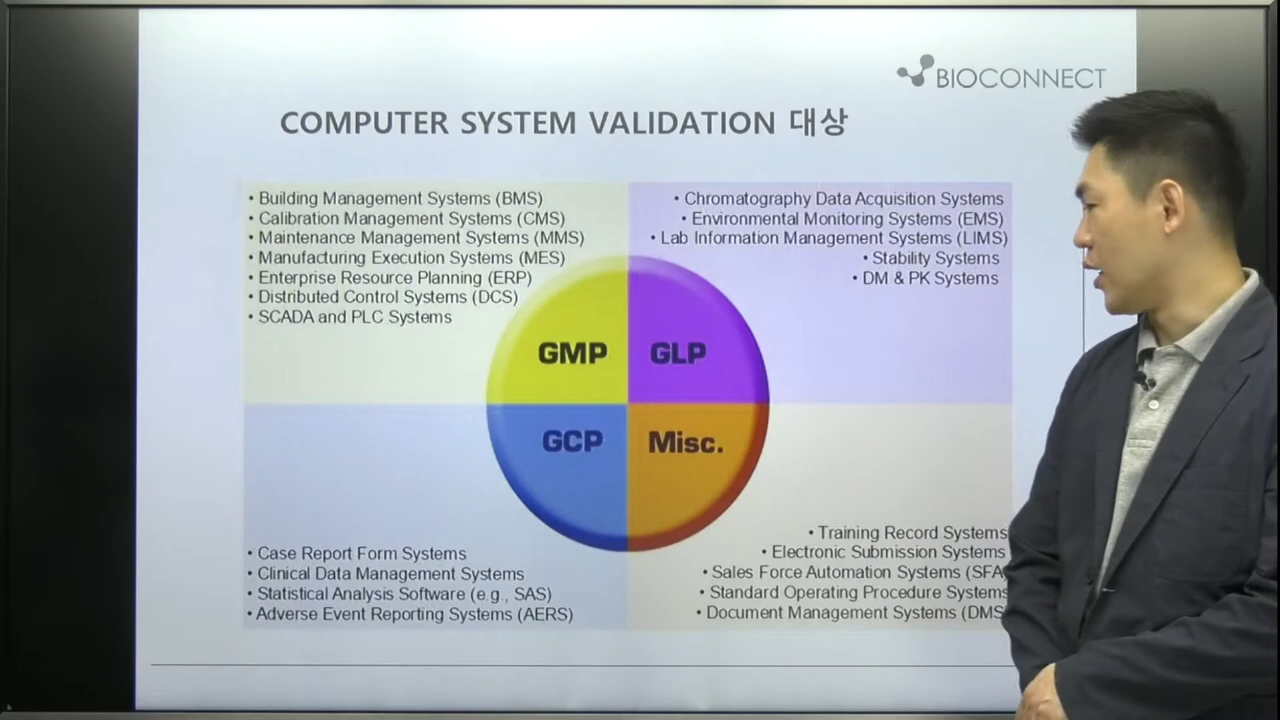 BIOCONNECT
COMPUTER SYSTEM VALIDATION 대상
• Building Management Systems (BMS)
• Calibration Management Systems (CMS)
• Maintenance Management Systems (MMS)
• Manufacturing Execution Systems (MES)
• Enterprise Resource Planning (ERP)
• Distributed Control Systems (DCS)
• SCADA and PLC Systems
• Chromatography Data Acquisition Systems
• Environmental Monitoring Systems (EMS)
• Lab Information Management Systems (LIMS)
• Stability Systems
• DM & PK Systems
GMP
GLP
GCP
Misc.
• Case Report Form Systems
• Clinical Data Management Systems
• Statistical Analysis Software (e.g., SAS)
• Adverse Event Reporting Systems (AERS)
• Training Record Systems
• Electronic Submission Systems
• Sales Force Automation Systems (SFA
• Standard Operating Procedure Systems
• Document Management Systems (DMS